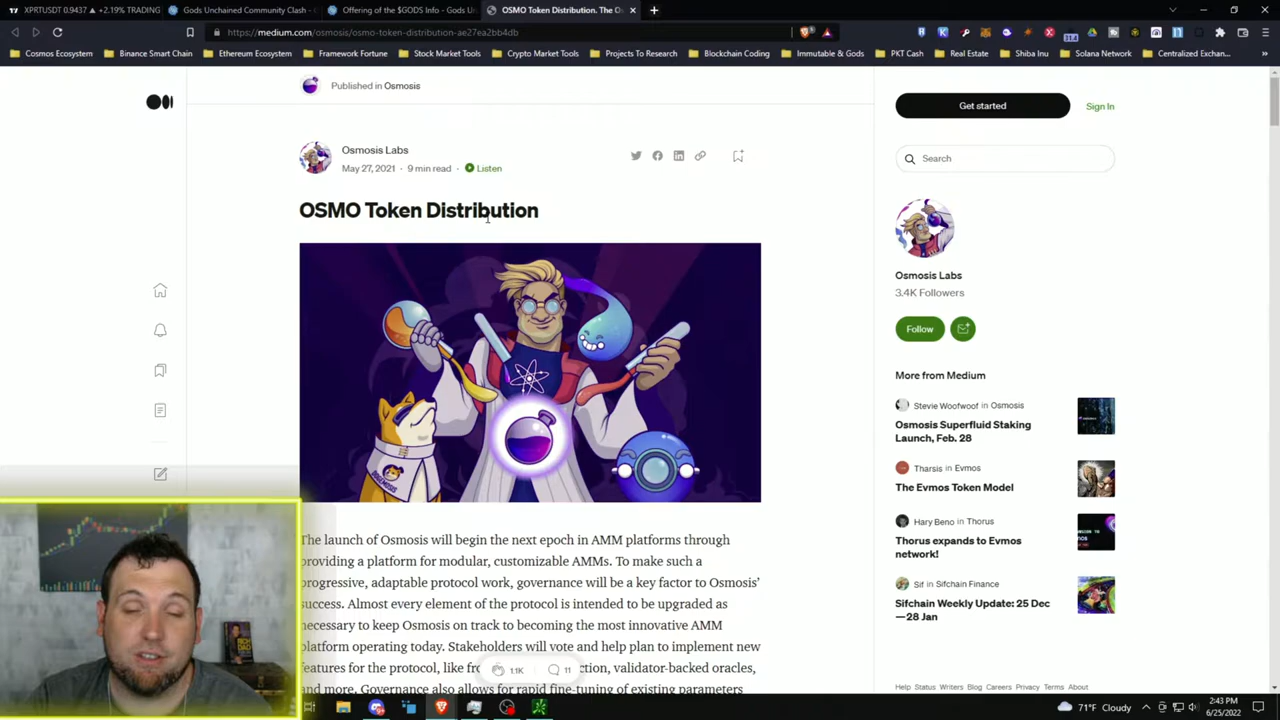 XPRTUSDT 0.9437 ▲ +2.19% TRADING
Gods Unchained Community Clash -
Offering of the $GODS Info - Gods Un
OSMO Token Distribution. The Os
https://medium.com/osmosis/osmo-token-distribution-ae27ea2bb4db
Cosmos Ecosystem
Binance Smart Chain
Ethereum Ecosystem
Framework Fortune
Stock Market Tools
Crypto Market Tools
Projects To Research
Blockchain Coding
Immutable & Gods
PKT Cash
Real Estate
Shiba Inu
Solana Network
Centralized Exchan...
Published in Osmosis
Get started
Sign In
Osmosis Labs
May 27, 2021 · 9 min read · Listen
Search
OSMO Token Distribution
Osmosis Labs
3.4K Followers
Follow
More from Medium
Stevie Woofwoof in Osmosis
Osmosis Superfluid Staking
Launch, Feb. 28
Tharsis in Evmos
The Evmos Token Model
Hary Beno in Thorus
Thorus expands to Evmos
network!
Sif in Sifchain Finance
Sifchain Weekly Update: 25 Dec
—28 Jan
The launch of Osmosis will begin the next epoch in AMM platforms through
providing a platform for modular, customizable AMMs. To make such a
progressive, adaptable protocol work, governance will be a key factor to Osmosis'
success. Almost every element of the protocol is intended to be upgraded as
necessary to keep Osmosis on track to becoming the most innovative AMM
platform operating today. Stakeholders will vote and help plan to implement new
features for the protocol, like validator-backed oracles,
and more. Governance also allows for rapid fine-tuning of existing parameters
1.1K
11
Help Status Writers Blog Careers Privacy Terms About
RICH
DAD
71°F Cloudy
2:43 PM
6/25/2022